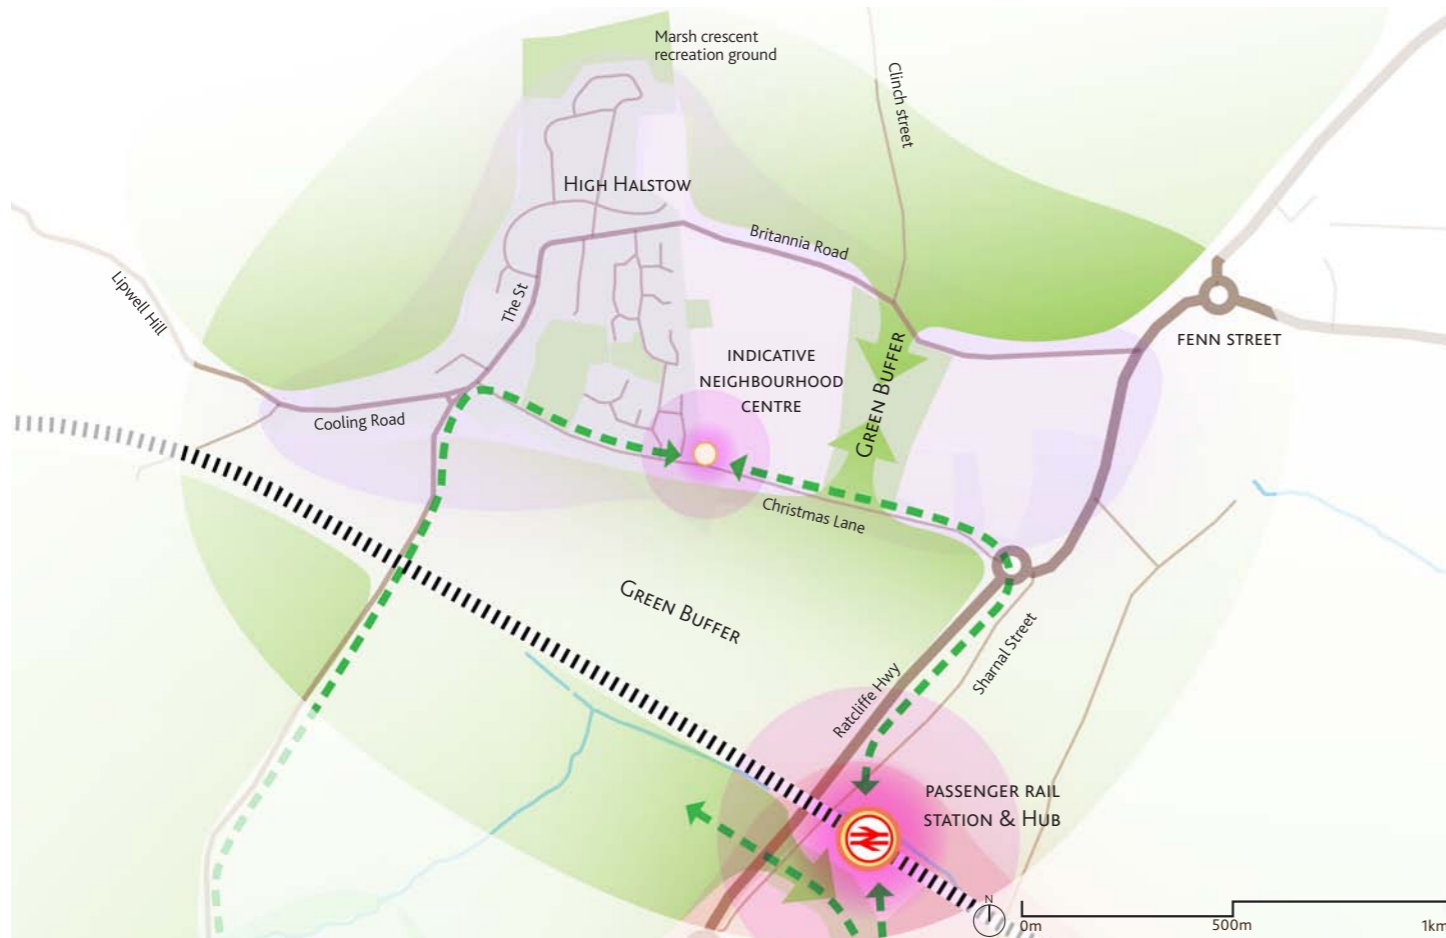 Marsh crescent
recreation ground
Clinch street
High Halstow
Britannia Road
Lipwell Hill
The St
Fenn Street
Indicative
Neighbourhood
Centre
Green Buffer
Cooling Road
Christmas Lane
Green Buffer
Ratcliffe Hwy
Sharnal Street
Passenger Rail
Station & Hub
N
0m
500m
1km